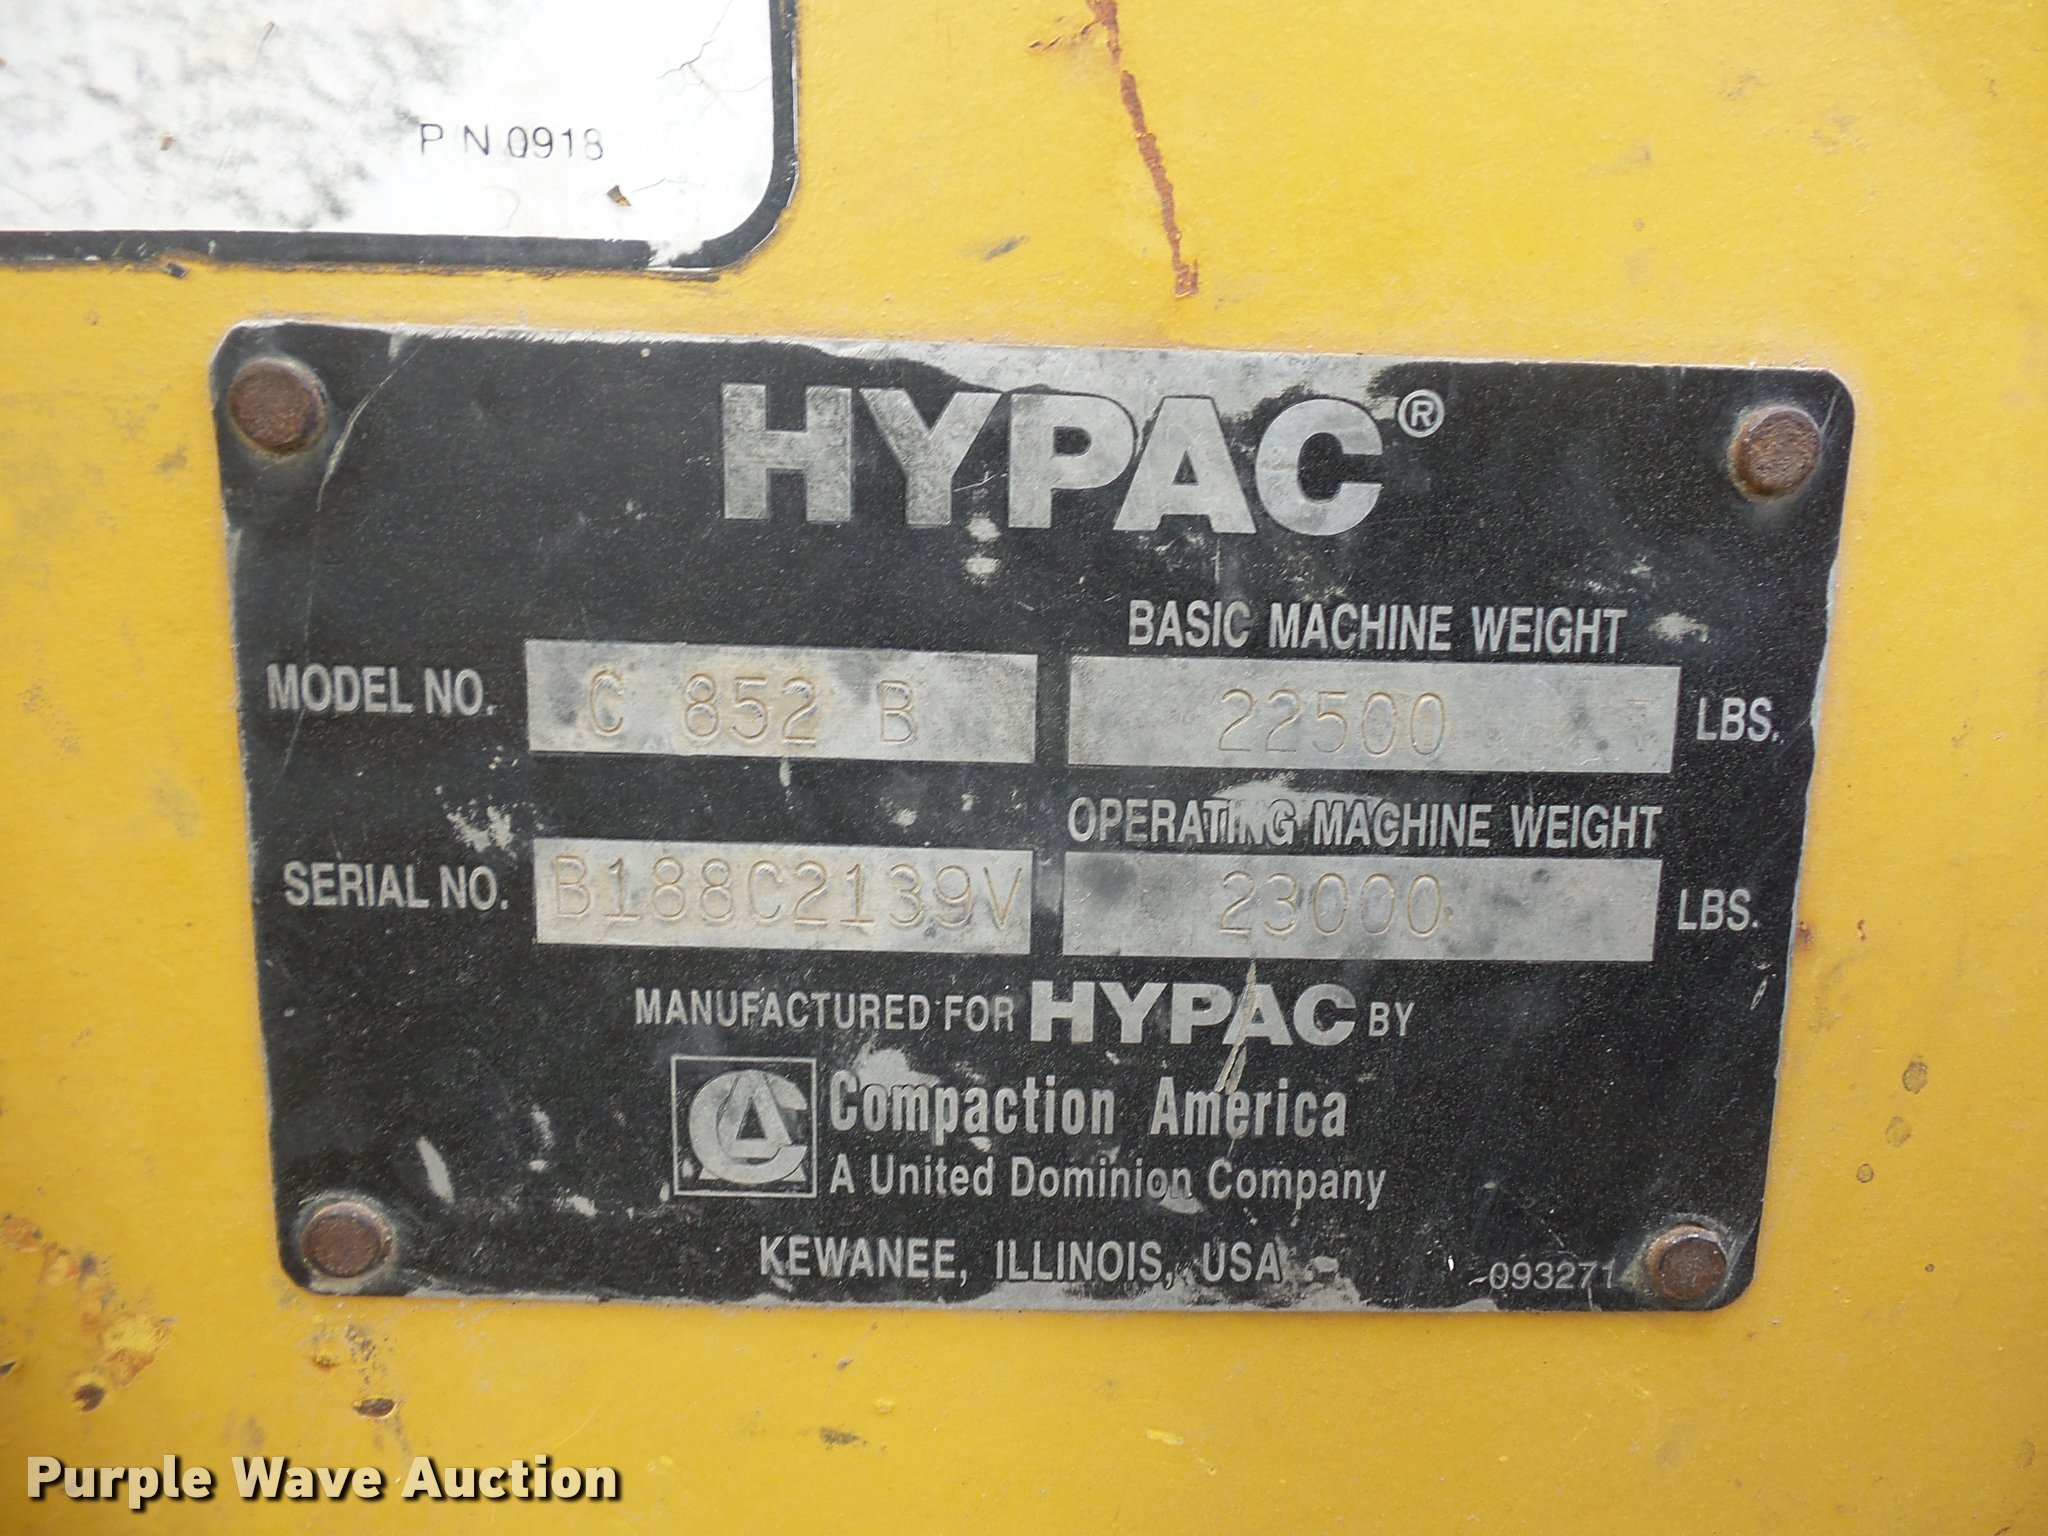 P/N 0918
HYPAC®
BASIC MACHINE WEIGHT
MODEL NO. C 852 B 22500 LBS.
OPERATING MACHINE WEIGHT
SERIAL NO. B188C2139V 23000 LBS.
MANUFACTURED FOR HYPAC BY
CA Compaction America
A United Dominion Company
KEWANEE, ILLINOIS, USA
093271
Purple Wave Auction